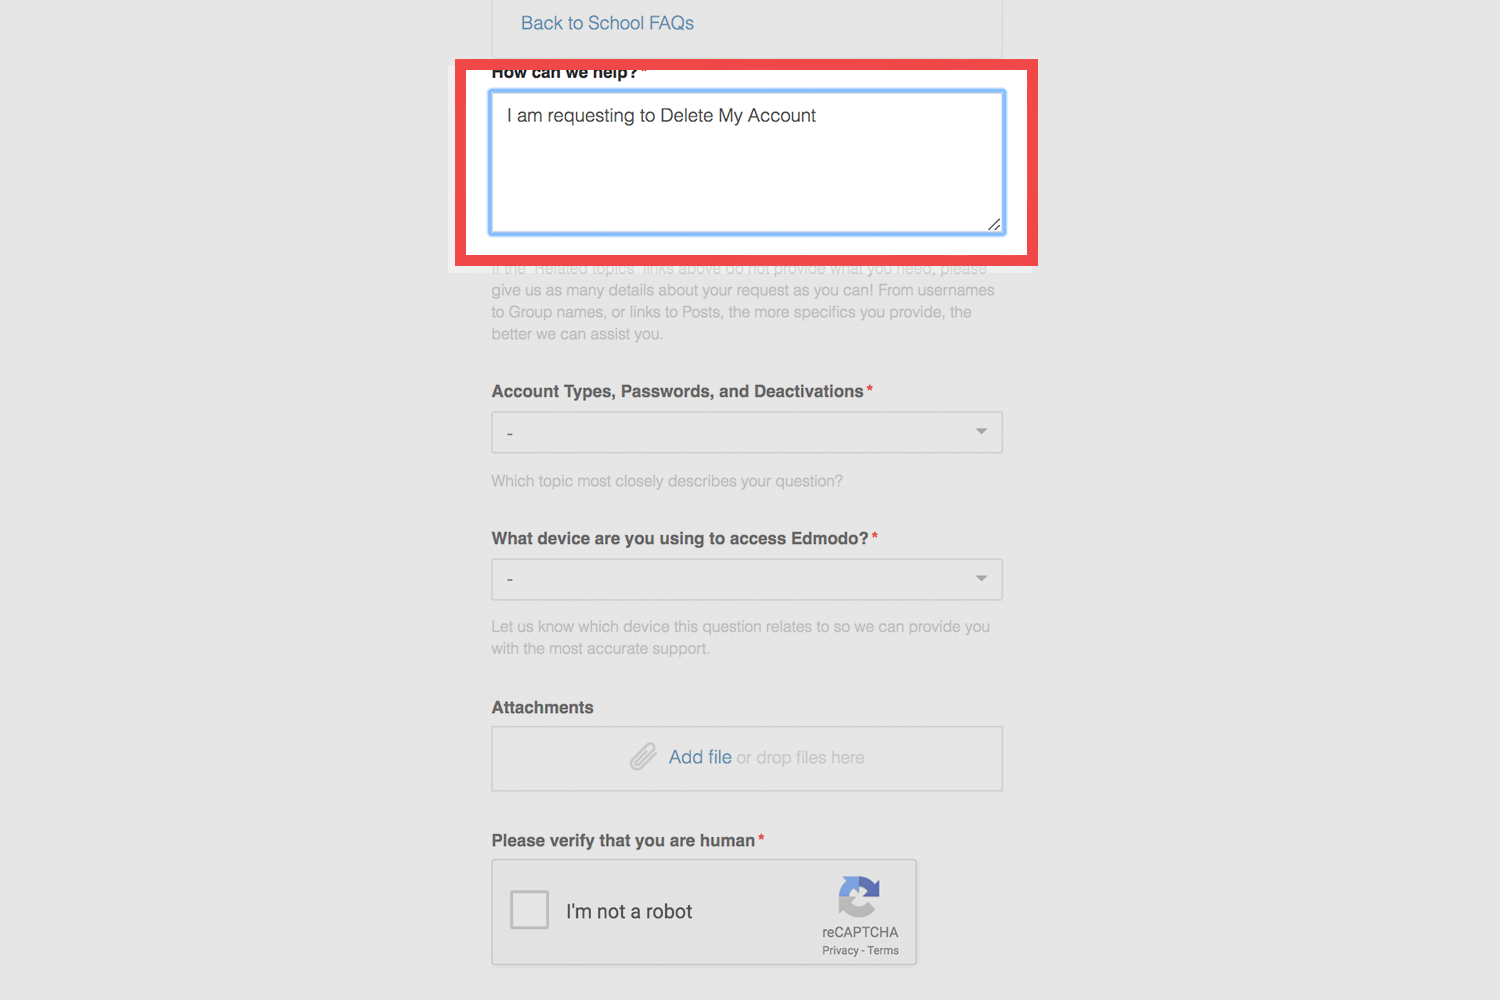 Back to School FAQs
How can we help?*
I am requesting to Delete My Account
If the "Related topics" links above do not provide what you need, please
give us as many details about your request as you can! From usernames
to Group names, or links to Posts, the more specifics you provide, the
better we can assist you.
Account Types, Passwords, and Deactivations*
-
Which topic most closely describes your question?
What device are you using to access Edmodo?*
-
Let us know which device this question relates to so we can provide you
with the most accurate support.
Attachments
Add file or drop files here
Please verify that you are human*
I'm not a robot
reCAPTCHA
Privacy - Terms